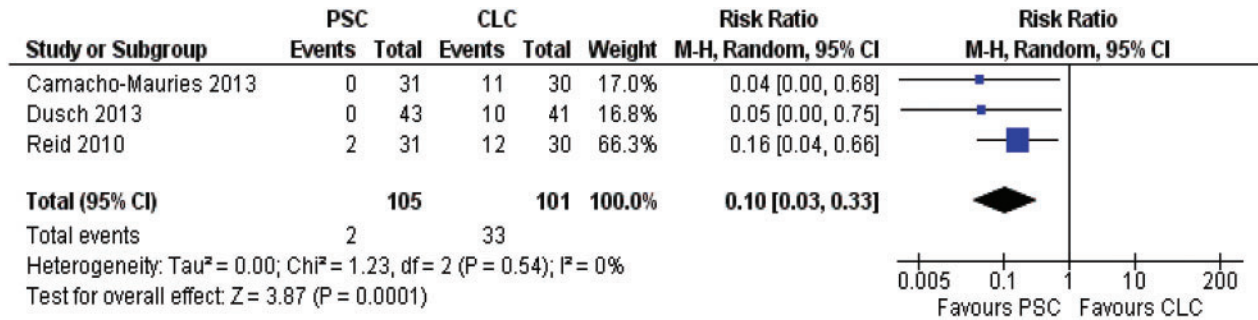 PSC CLC Risk Ratio Risk Ratio
Study or Subgroup Events Total Events Total Weight M-H, Random, 95% CI M-H, Random, 95% CI
Camacho-Mauries 2013 0 31 11 30 17.0% 0.04 [0.00, 0.68]
Dusch 2013 0 43 10 41 16.8% 0.05 [0.00, 0.75]
Reid 2010 2 31 12 30 66.3% 0.16 [0.04, 0.66]
Total (95% CI) 105 101 100.0% 0.10 [0.03, 0.33]
Total events 2 33
Heterogeneity: Tau² = 0.00; Chi² = 1.23, df = 2 (P = 0.54); I² = 0%
Test for overall effect: Z = 3.87 (P = 0.0001)
0.005 0.1 1 10 200
Favours PSC Favours CLC